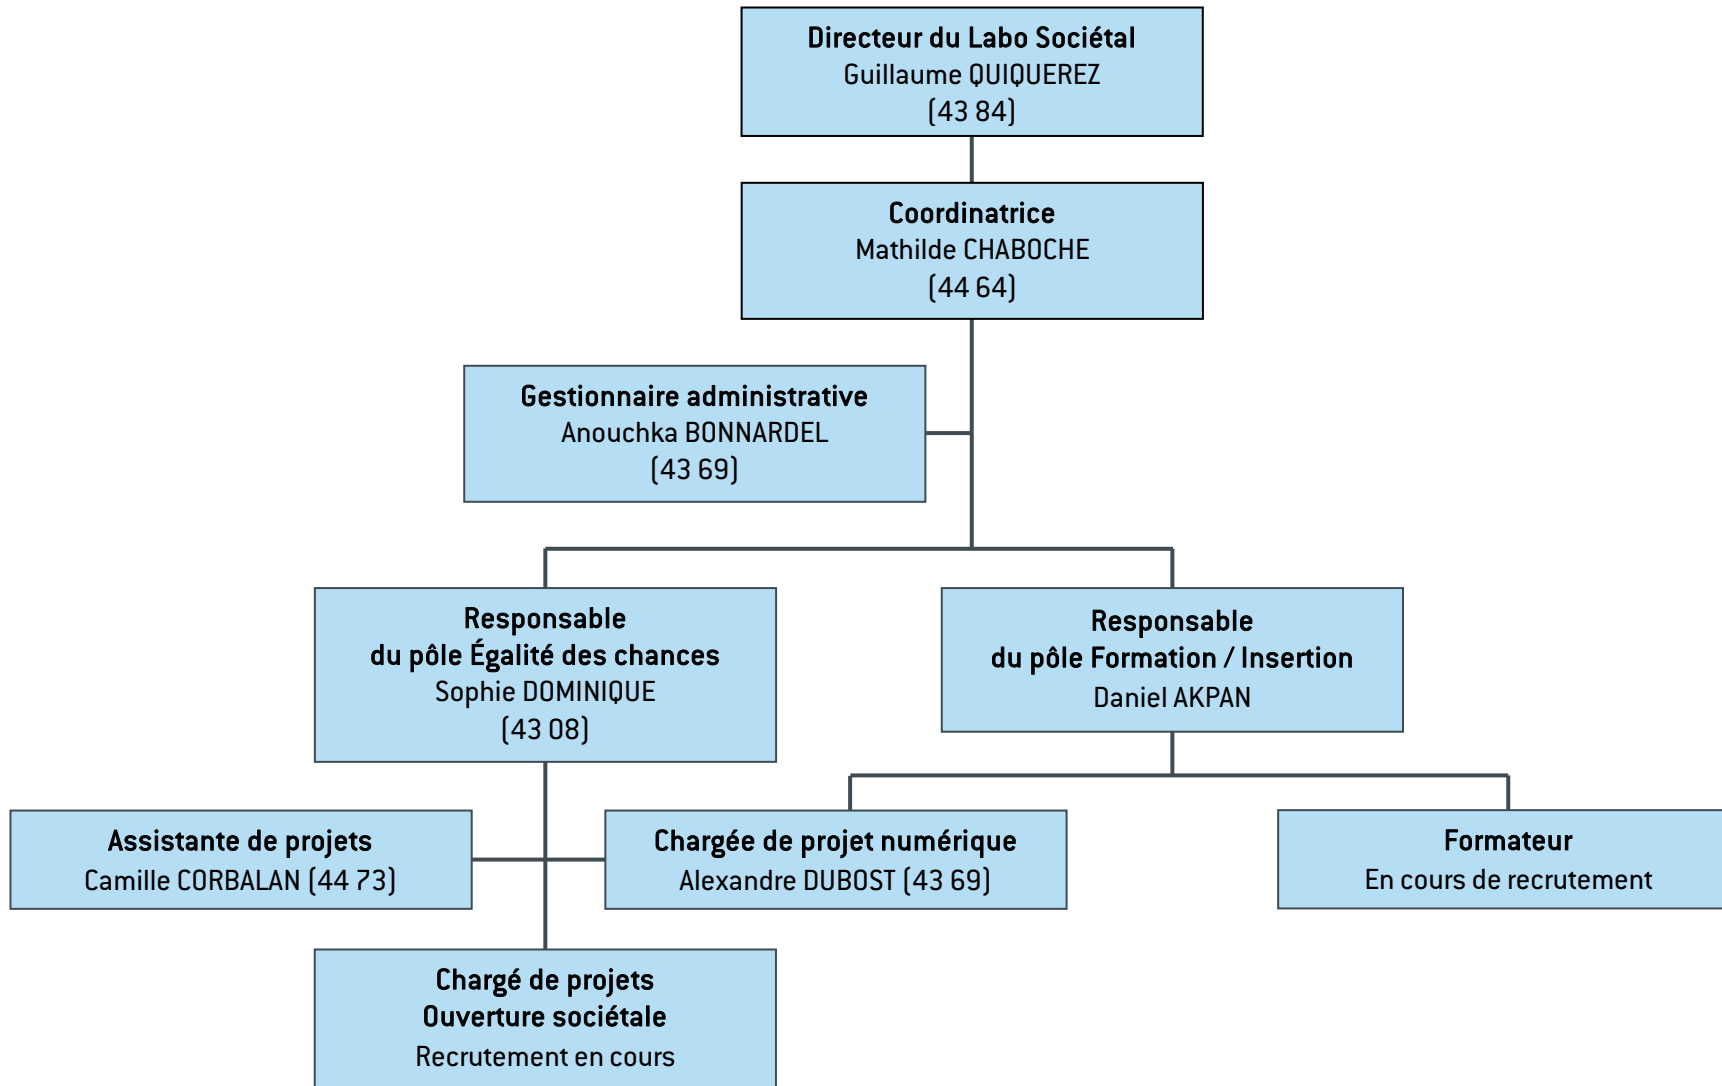 Directeur du Labo Sociétal
Guillaume QUIQUEREZ
(43 84)
Coordinatrice
Mathilde CHABOCHE
(44 64)
Gestionnaire administrative
Anouchka BONNARDEL
(43 69)
Responsable
du pôle Égalité des chances
Sophie DOMINIQUE
(43 08)
Responsable
du pôle Formation / Insertion
Daniel AKPAN
Assistante de projets
Camille CORBALAN (44 73)
Chargée de projet numérique
Alexandre DUBOST (43 69)
Formateur
En cours de recrutement
Chargé de projets
Ouverture sociétale
Recrutement en cours